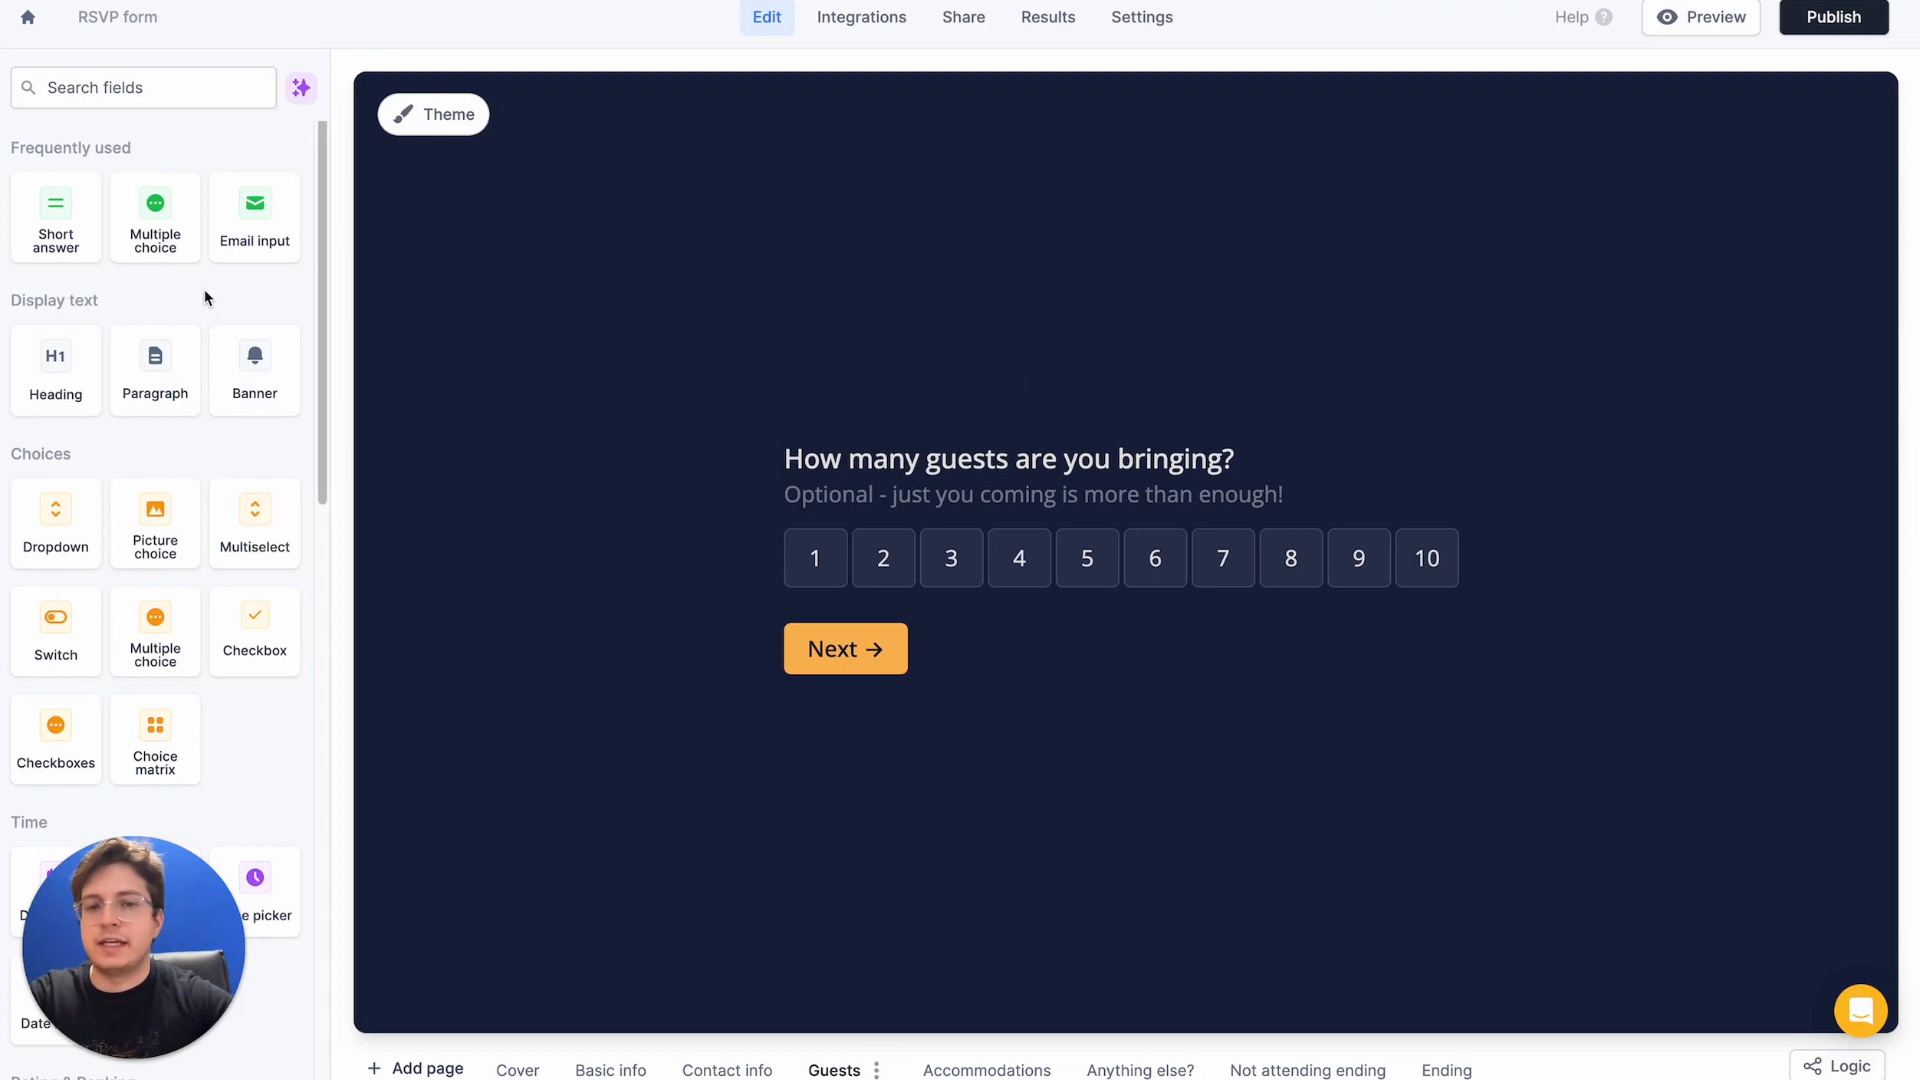 RSVP form
Edit
Integrations
Share
Results
Settings
Help ?
Preview
Publish
Search fields
Theme
Frequently used
Short answer
Multiple choice
Email input
Display text
H1
Heading
Paragraph
Banner
Choices
Dropdown
Picture choice
Multiselect
Switch
Multiple choice
Checkbox
Checkboxes
Choice matrix
Time
e picker
Date
How many guests are you bringing?
Optional - just you coming is more than enough!
1 2 3 4 5 6 7 8 9 10
Next →
+ Add page
Cover
Basic info
Contact info
Guests
Accommodations
Anything else?
Not attending ending
Ending
Logic